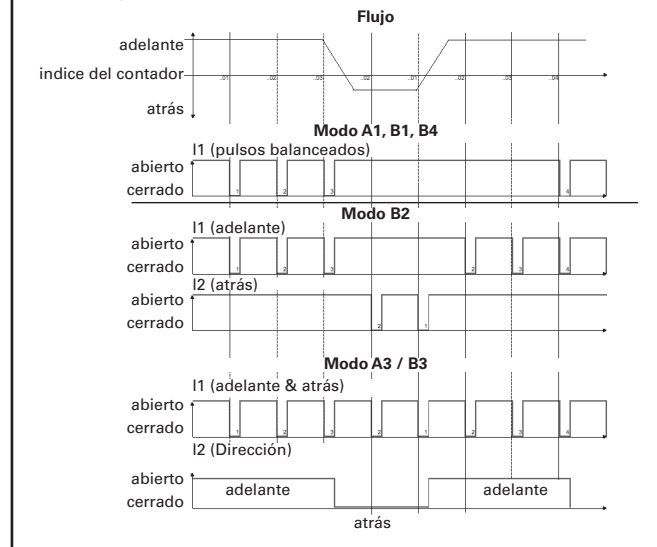 Flujo
adelante
indice del contador
..01 ..02 ..03 ..02 ..01 ..02 ..03 ..04
atrás
Modo A1, B1, B4
I1 (pulsos balanceados)
abierto
cerrado
1 2 3 4
Modo B2
I1 (adelante)
abierto
cerrado
1 2 3 2 3 4
I2 (atrás)
abierto
cerrado
2 1
Modo A3 / B3
I1 (adelante & atrás)
abierto
cerrado
1 2 3 2 1 2 3 4
I2 (Dirección)
abierto
cerrado
adelante adelante
atrás